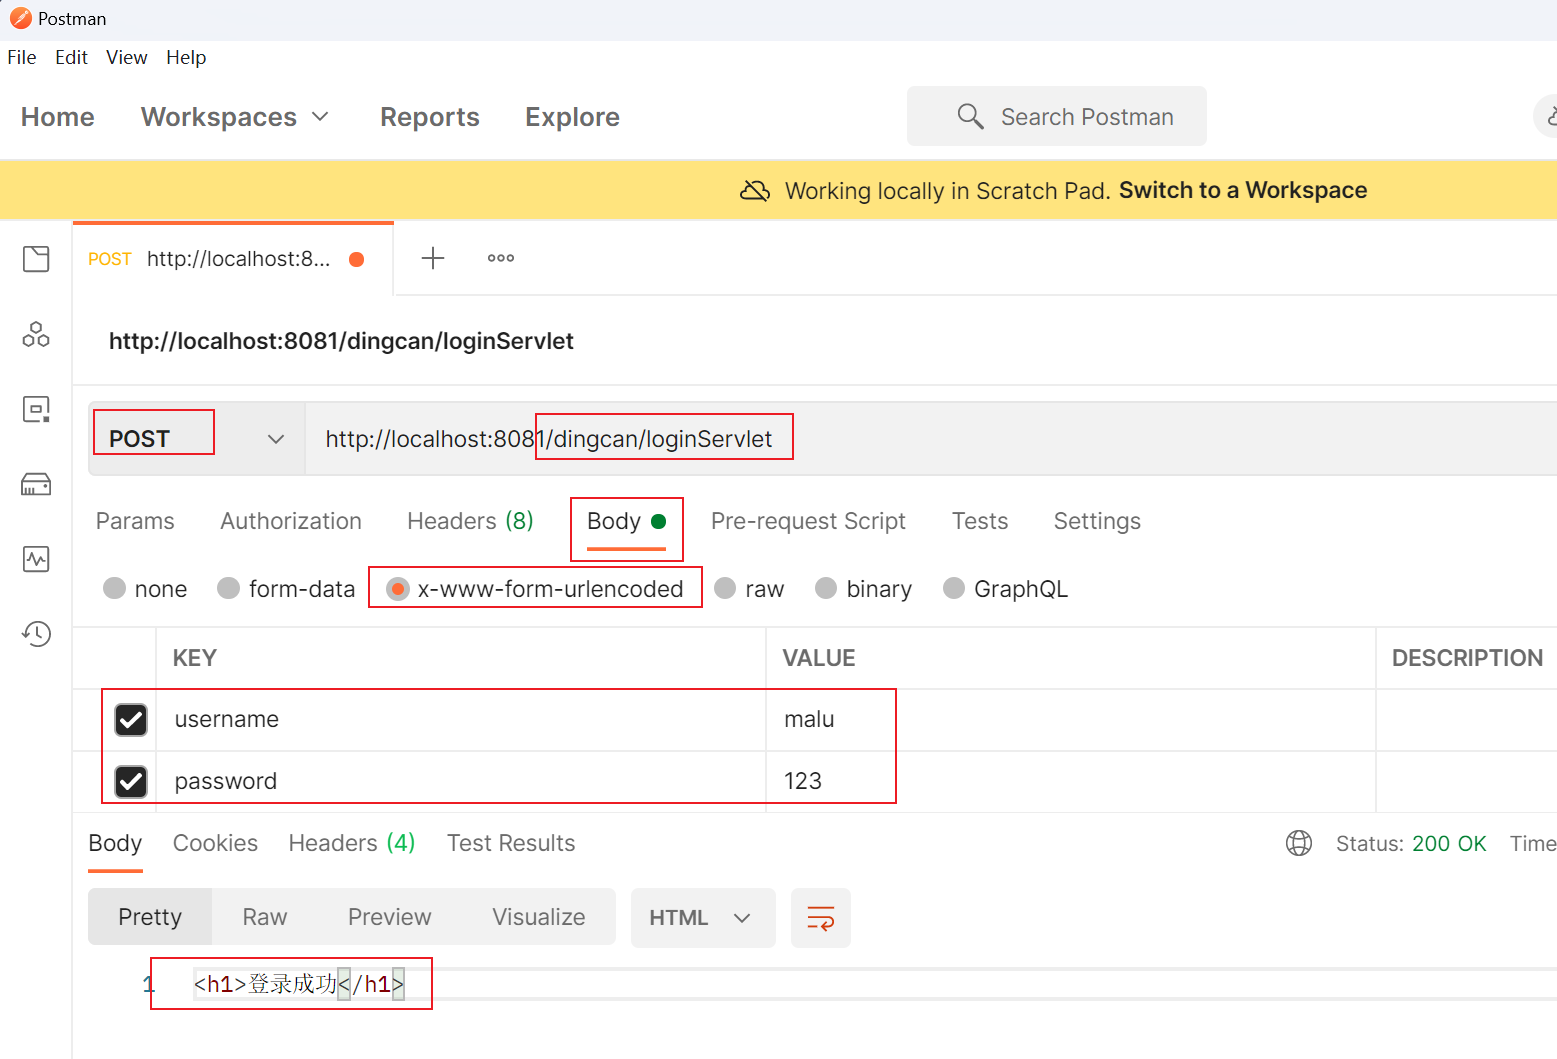 Postman
File Edit View Help
Home Workspaces Reports Explore Search Postman
Working locally in Scratch Pad. Switch to a Workspace
POST http://localhost:8...
http://localhost:8081/dingcan/loginServlet
POST http://localhost:8081/dingcan/loginServlet
Params Authorization Headers (8) Body Pre-request Script Tests Settings
none form-data x-www-form-urlencoded raw binary GraphQL
KEY VALUE DESCRIPTION
username malu
password 123
Body Cookies Headers (4) Test Results Status: 200 OK Time
Pretty Raw Preview Visualize HTML
1 <h1>登录成功</h1>